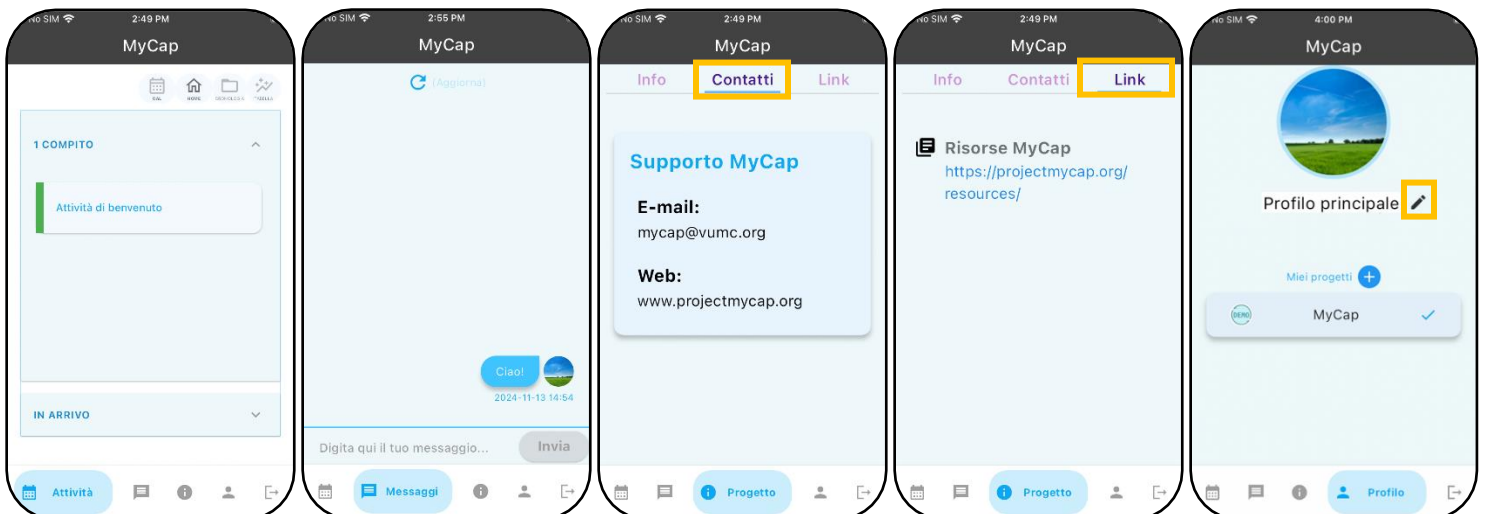 No SIM 2:49 PM
MyCap
HOME
1 COMPITO
Attività di benvenuto
IN ARRIVO
Attività
No SIM 2:55 PM
MyCap
(Aggiorna)
Ciao!
2024-11-13 14:54
Digita qui il tuo messaggio...
Invia
Messaggi
No SIM 2:49 PM
MyCap
Info Contatti Link
Supporto MyCap
E-mail:
mycap@vumc.org
Web:
www.projectmycap.org
Progetto
No SIM 2:49 PM
MyCap
Info Contatti Link
Risorse MyCap
https://projectmycap.org/
resources/
Progetto
No SIM 4:00 PM
MyCap
Profilo principale
Miei progetti
DEMO MyCap
Profilo